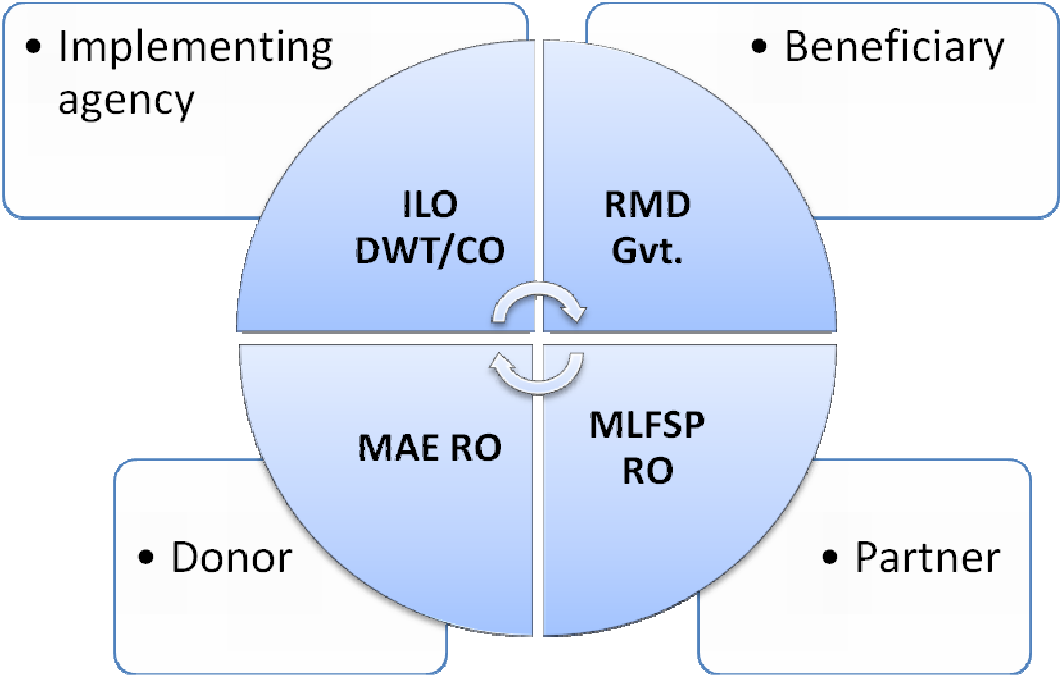 • Implementing
agency
• Beneficiary
ILO
DWT/CO
RMD
Gvt.
MAE RO
MLFSP
RO
• Donor
• Partner